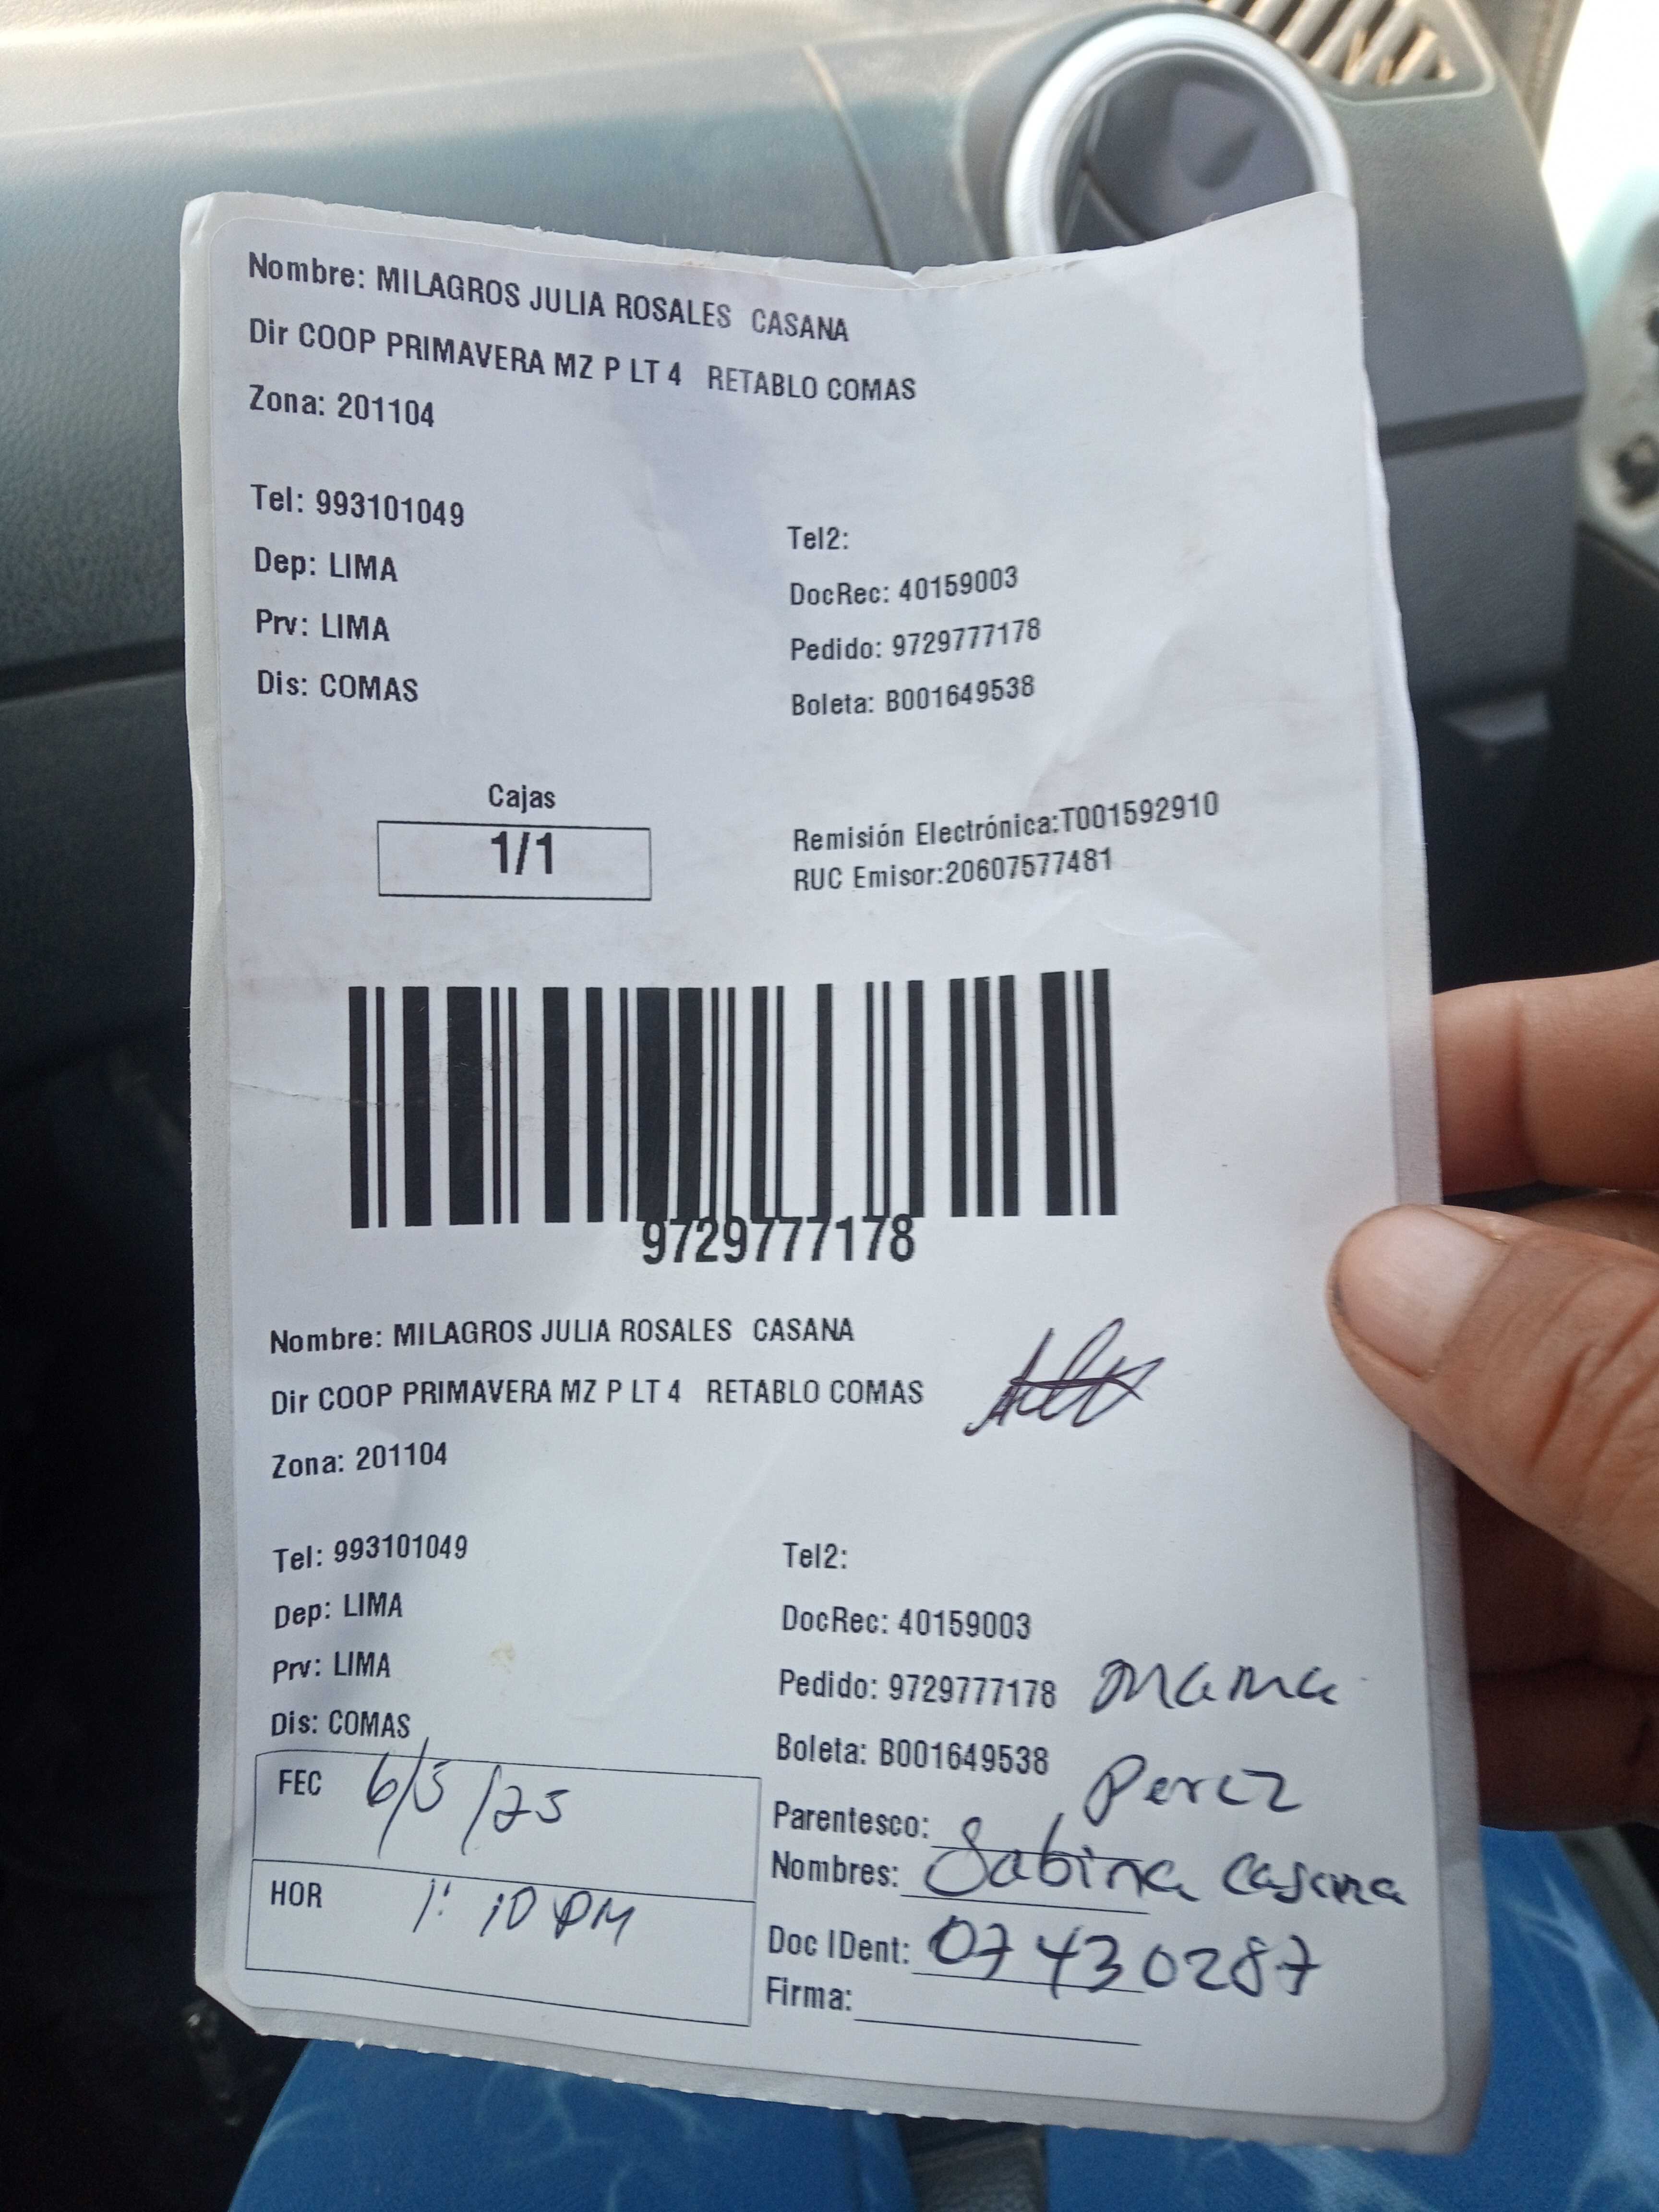 Nombre: MILAGROS JULIA ROSALES CASANA
Dir COOP PRIMAVERA MZ P LT 4 RETABLO COMAS
Zona: 201104
Tel: 993101049
Tel2:
Dep: LIMA
DocRec: 40159003
Prv: LIMA
Pedido: 9729777178
Dis: COMAS
Boleta: B001649538
Cajas
1/1
Remisión Electrónica:T001592910
RUC Emisor:20607577481
9729777178
Nombre: MILAGROS JULIA ROSALES CASANA
Dir COOP PRIMAVERA MZ P LT 4 RETABLO COMAS
Zona: 201104
Tel: 993101049
Tel2:
Dep: LIMA
DocRec: 40159003
Prv: LIMA
Pedido: 9729777178 mama
Dis: COMAS
Boleta: B001649538
Perez
FEC 6/5/25
Parentesco:
Nombres: Sabina Casana
HOR 1:10 PM
Doc IDent: 07430287
Firma: